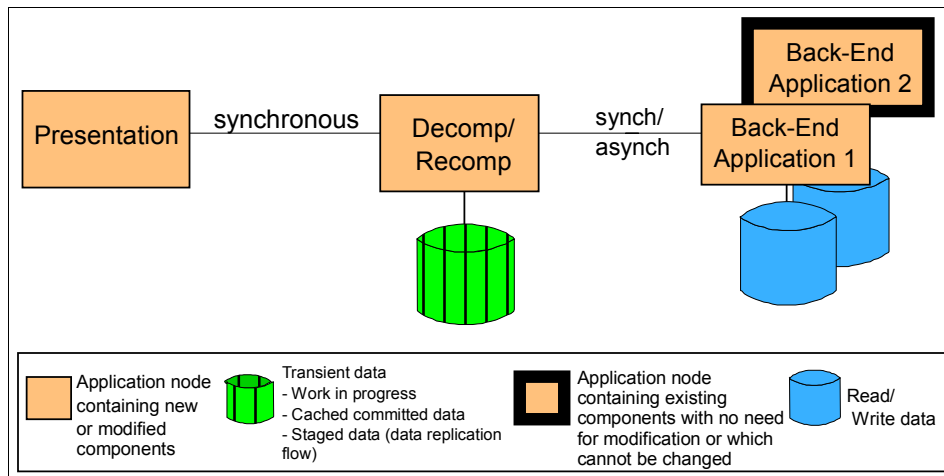 Back-End
Application 2
Presentation
synchronous
Decomp/
Recomp
synch/
asynch
Back-End
Application 1
Application node
containing new
or modified
components
Transient data
- Work in progress
- Cached committed data
- Staged data (data replication
flow)
Application node
containing existing
components with no need
for modification or which
cannot be changed
Read/
Write data